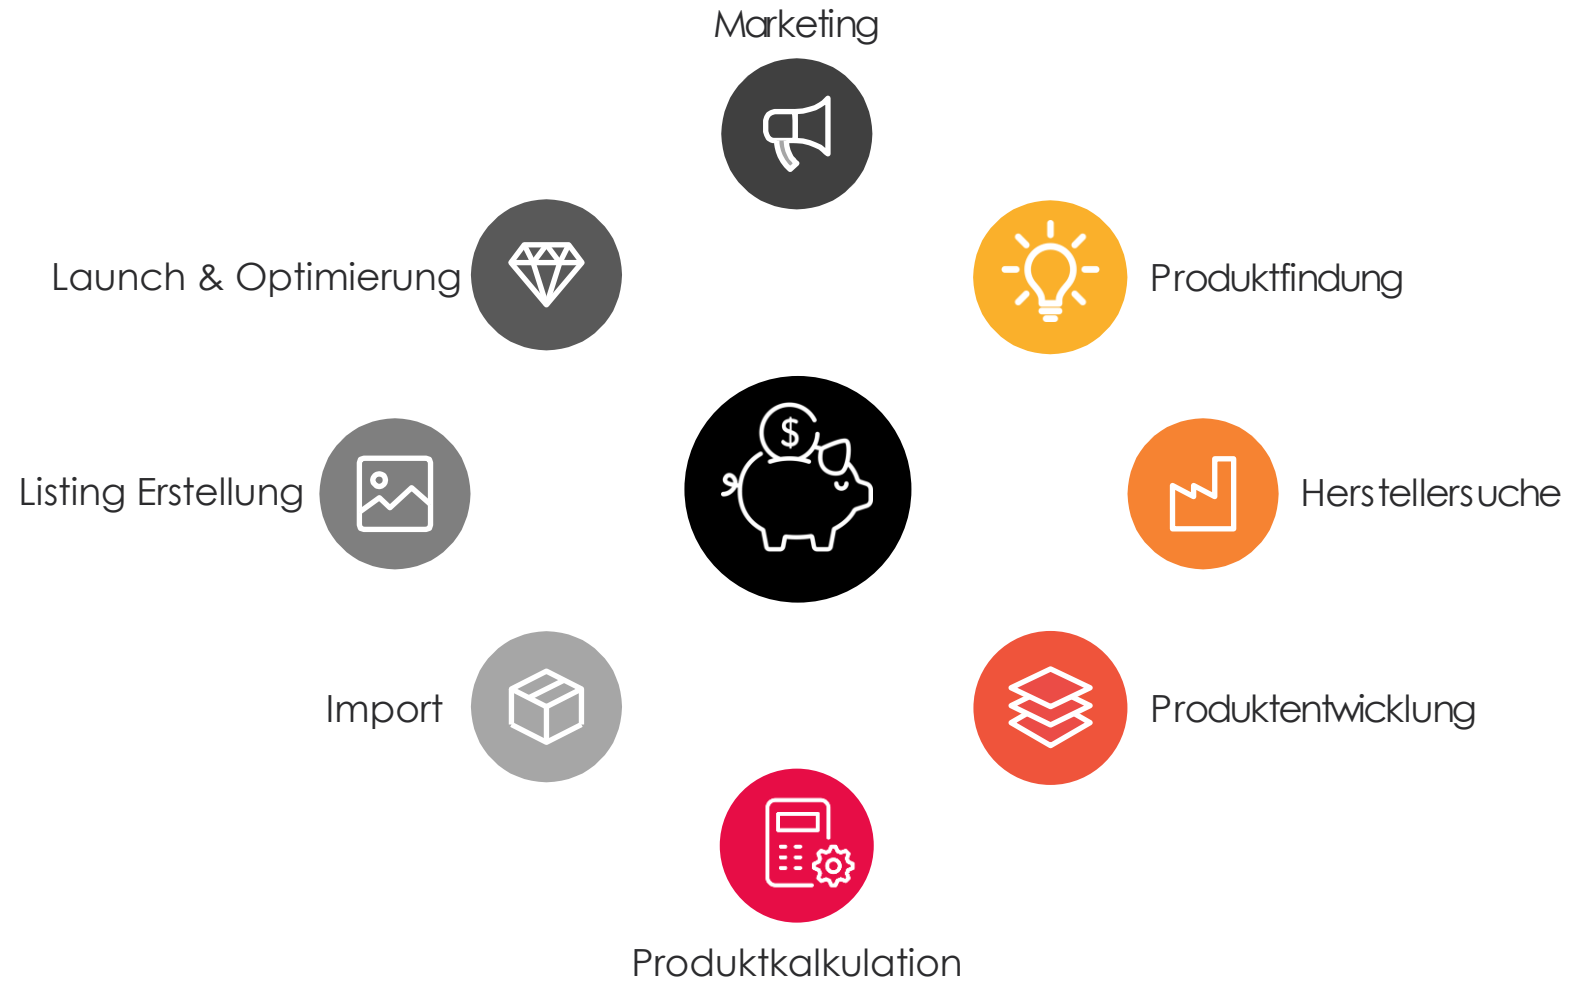 Marketing
Launch & Optimierung
Produktfindung
$
Listing Erstellung
Herstellersuche
Import
Produktentwicklung
Produktkalkulation